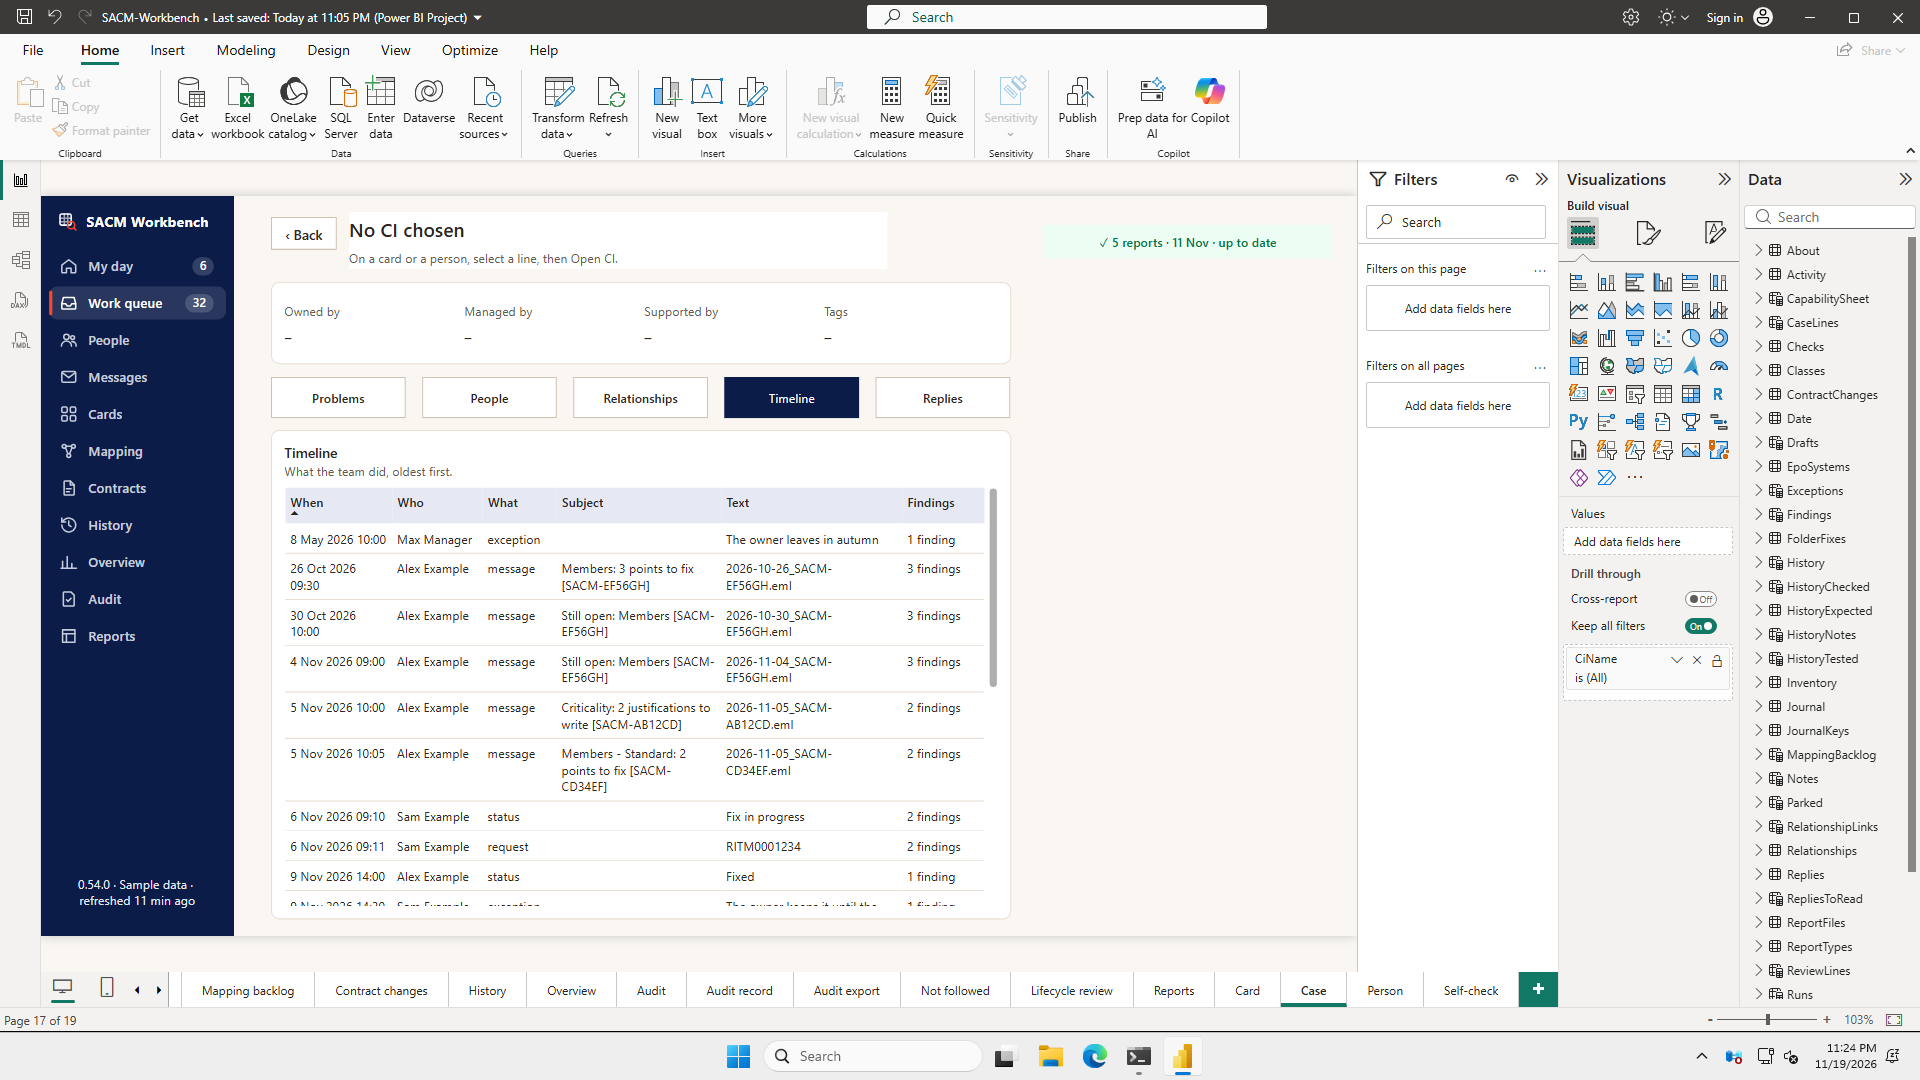 SACM-Workbench • Last saved: Today at 11:05 PM (Power BI Project)
Search
Sign in
File
Home
Insert
Modeling
Design
View
Optimize
Help
Share
Paste
Cut
Copy
Format painter
Clipboard
Get data
Excel workbook
OneLake catalog
SQL Server
Enter data
Dataverse
Recent sources
Data
Transform data
Refresh
Queries
New visual
Text box
More visuals
Insert
New visual calculation
New measure
Quick measure
Calculations
Sensitivity
Sensitivity
Publish
Share
Prep data for AI
Copilot
Copilot
SACM Workbench
My day 6
Work queue 32
People
Messages
Cards
Mapping
Contracts
History
Overview
Audit
Reports
0.54.0 · Sample data ·
refreshed 11 min ago
‹ Back
No CI chosen
On a card or a person, select a line, then Open CI.
✓ 5 reports · 11 Nov · up to date
Owned by
–
Managed by
–
Supported by
–
Tags
–
Problems
People
Relationships
Timeline
Replies
Timeline
What the team did, oldest first.
When Who What Subject Text Findings
8 May 2026 10:00 Max Manager exception The owner leaves in autumn 1 finding
26 Oct 2026 09:30 Alex Example message Members: 3 points to fix [SACM-EF56GH] 2026-10-26_SACM-EF56GH.eml 3 findings
30 Oct 2026 10:00 Alex Example message Still open: Members [SACM-EF56GH] 2026-10-30_SACM-EF56GH.eml 3 findings
4 Nov 2026 09:00 Alex Example message Still open: Members [SACM-EF56GH] 2026-11-04_SACM-EF56GH.eml 3 findings
5 Nov 2026 10:00 Alex Example message Criticality: 2 justifications to write [SACM-AB12CD] 2026-11-05_SACM-AB12CD.eml 2 findings
5 Nov 2026 10:05 Alex Example message Members - Standard: 2 points to fix [SACM-CD34EF] 2026-11-05_SACM-CD34EF.eml 2 findings
6 Nov 2026 09:10 Sam Example status Fix in progress 2 findings
6 Nov 2026 09:11 Sam Example request RITM0001234 2 findings
9 Nov 2026 14:00 Alex Example status Fixed 1 finding
9 Nov 2026 14:30 Sam Example exception The owner keeps it until the 1 finding
Filters
Search
Filters on this page
Add data fields here
Filters on all pages
Add data fields here
Visualizations
Build visual
Values
Add data fields here
Drill through
Cross-report Off
Keep all filters On
CiName
is (All)
Data
Search
About
Activity
CapabilitySheet
CaseLines
Checks
Classes
ContractChanges
Date
Drafts
EpoSystems
Exceptions
Findings
FolderFixes
History
HistoryChecked
HistoryExpected
HistoryNotes
HistoryTested
Inventory
Journal
JournalKeys
MappingBacklog
Notes
Parked
RelationshipLinks
Relationships
Replies
RepliesToRead
ReportFiles
ReportTypes
ReviewLines
Runs
Mapping backlog
Contract changes
History
Overview
Audit
Audit record
Audit export
Not followed
Lifecycle review
Reports
Card
Case
Person
Self-check
Page 17 of 19
103%
Search
11:24 PM
11/19/2026